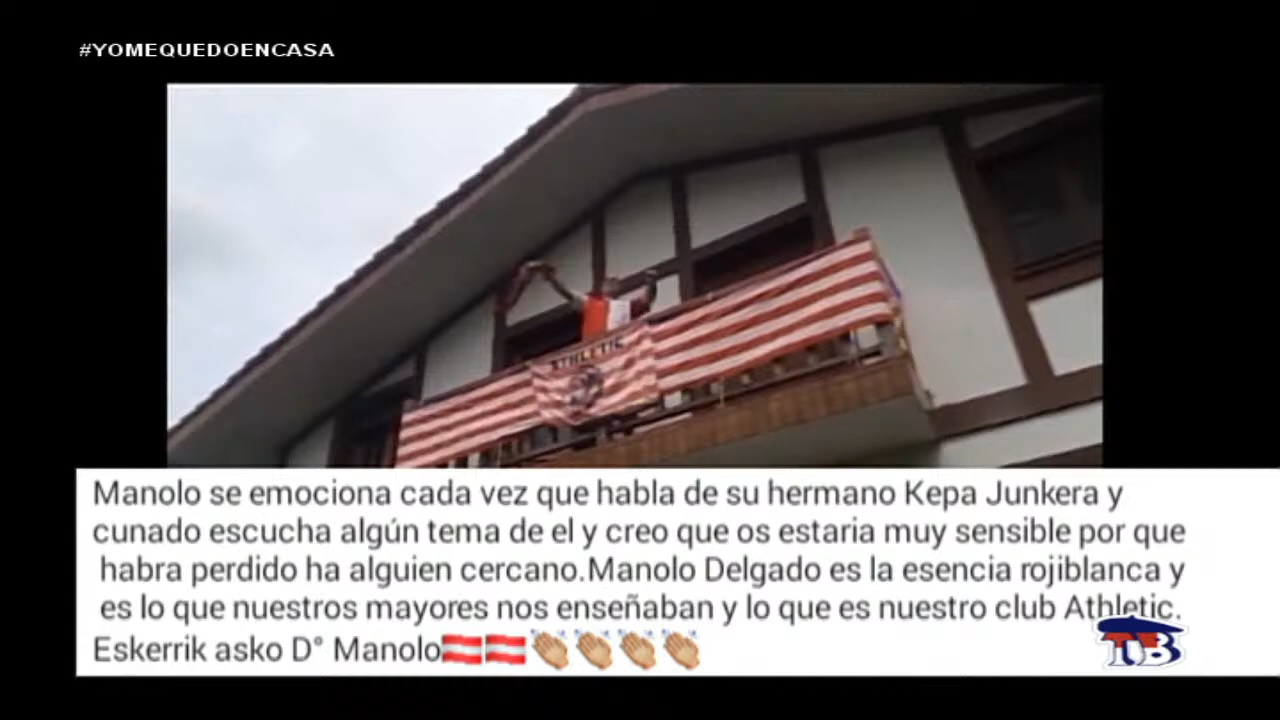 #YOMEQUEDOENCASA
ATHLETIC
Manolo se emociona cada vez que habla de su hermano Kepa Junkera y
cunado escucha algún tema de el y creo que os estaria muy sensible por que
habra perdido ha alguien cercano.Manolo Delgado es la esencia rojiblanca y
es lo que nuestros mayores nos enseñaban y lo que es nuestro club Athletic.
Eskerrik asko D° Manolo🇦🇹🇦🇹👏🏼👏🏼👏🏼👏🏼
TB